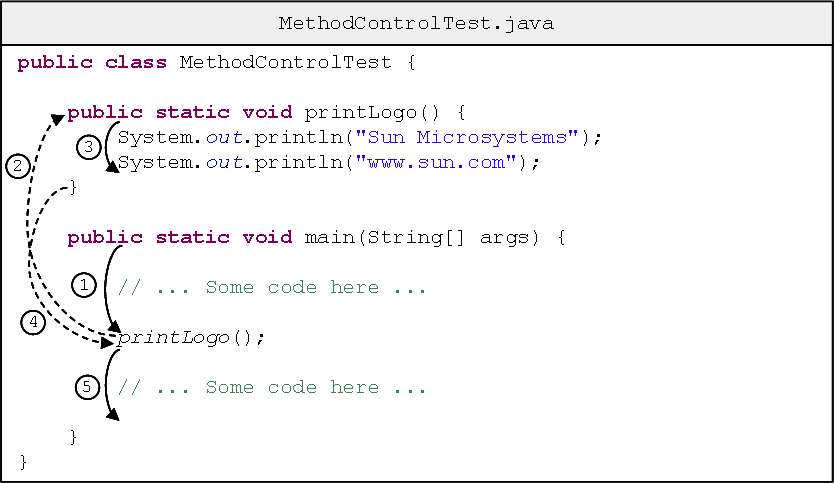 MethodControlTest.java
public class MethodControlTest {
public static void printLogo() {
System.out.println("Sun Microsystems");
3
System.out.println("www.sun.com");
2
}
public static void main(String[] args) {
1
// ... Some code here ...
4
printLogo();
5
// ... Some code here ...
}
}